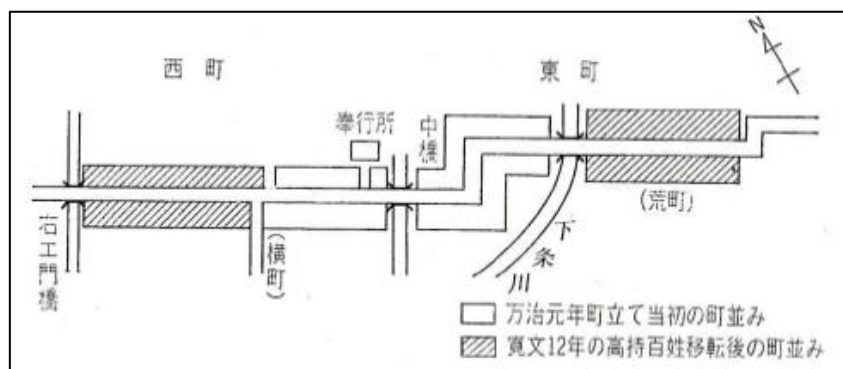 西町
東町
N
奉行所
中橋
右エ門橋
(横町)
下条川
(荒町)
万治元年町立て当初の町並み
寛文12年の高持百姓移転後の町並み